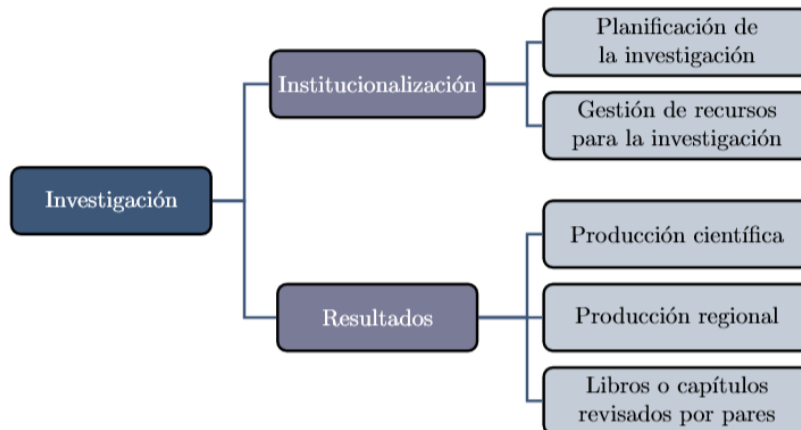 Planificación de
la investigación
Institucionalización
Gestión de recursos
para la investigación
Investigación
Producción científica
Resultados
Producción regional
Libros o capítulos
revisados por pares